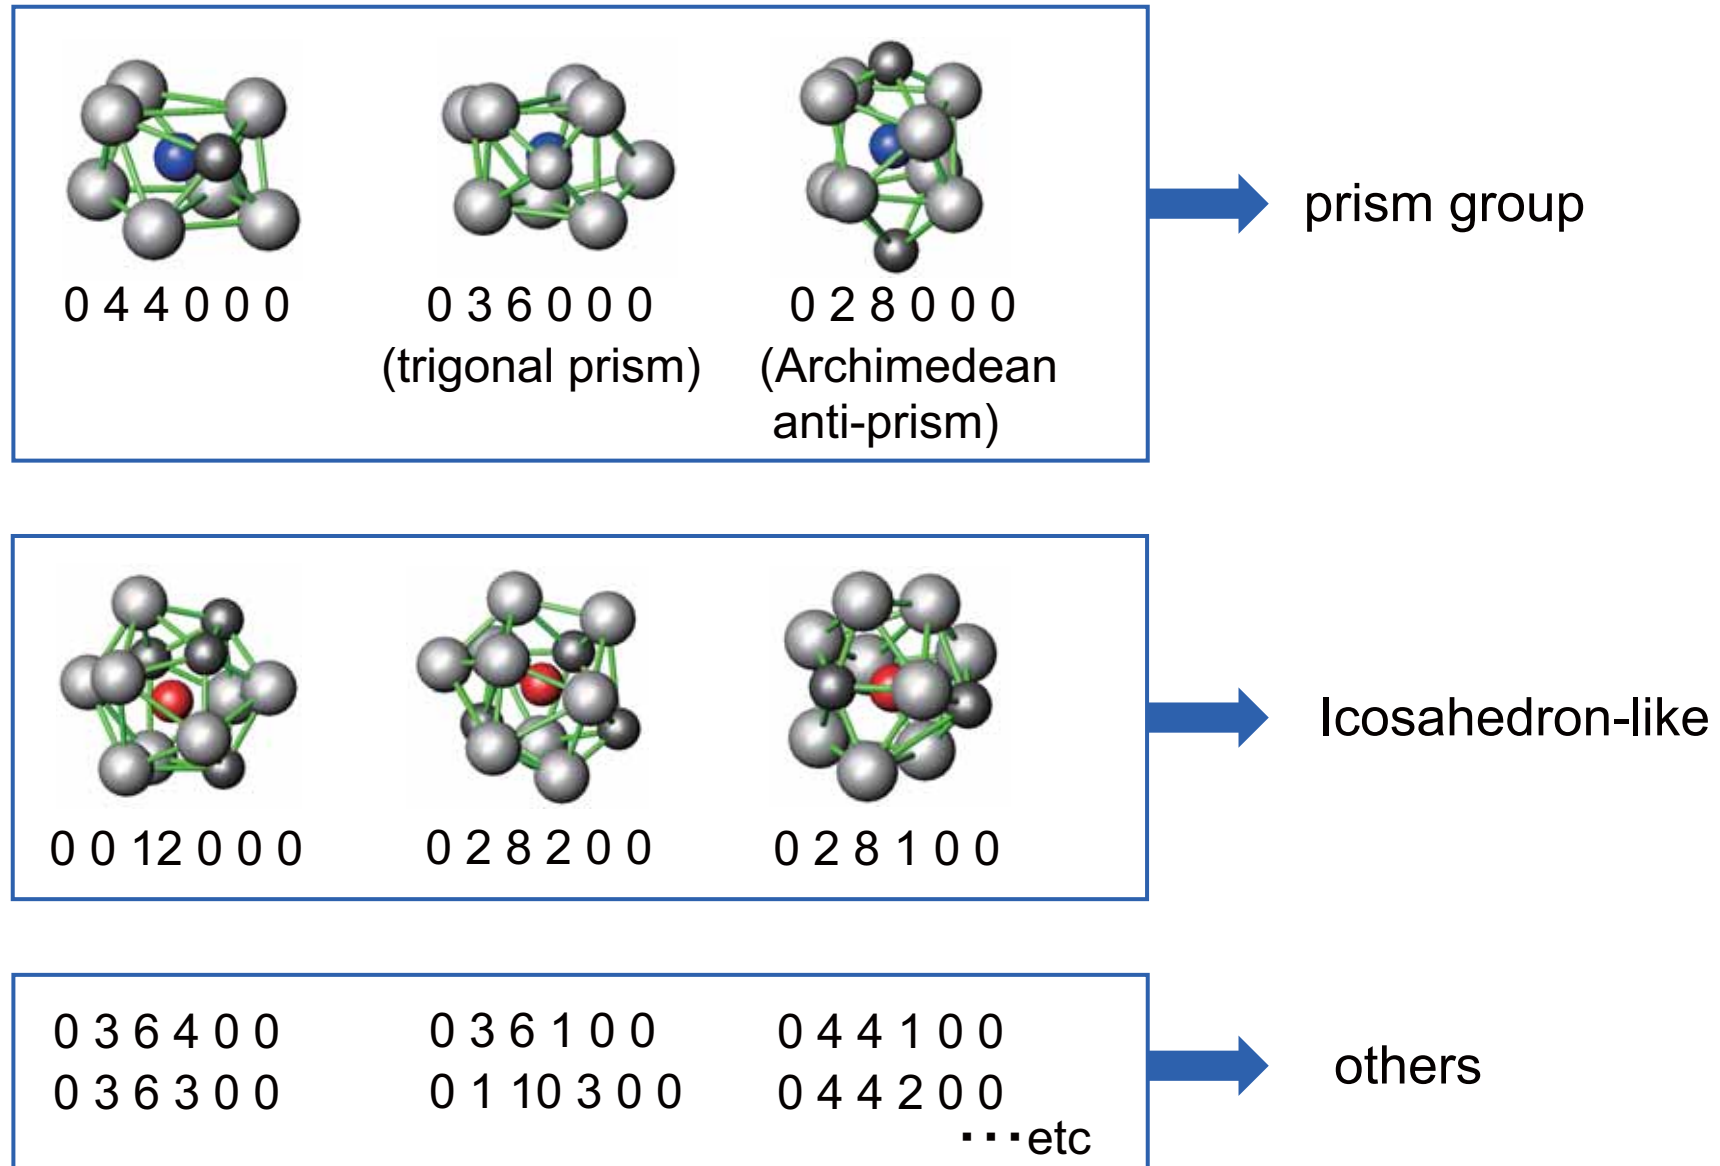 0 4 4 0 0 0
0 3 6 0 0 0
(trigonal prism)
0 2 8 0 0 0
(Archimedean
anti-prism)
prism group
0 0 12 0 0 0
0 2 8 2 0 0
0 2 8 1 0 0
Icosahedron-like
0 3 6 4 0 0
0 3 6 1 0 0
0 4 4 1 0 0
0 3 6 3 0 0
0 1 10 3 0 0
0 4 4 2 0 0
···etc
others